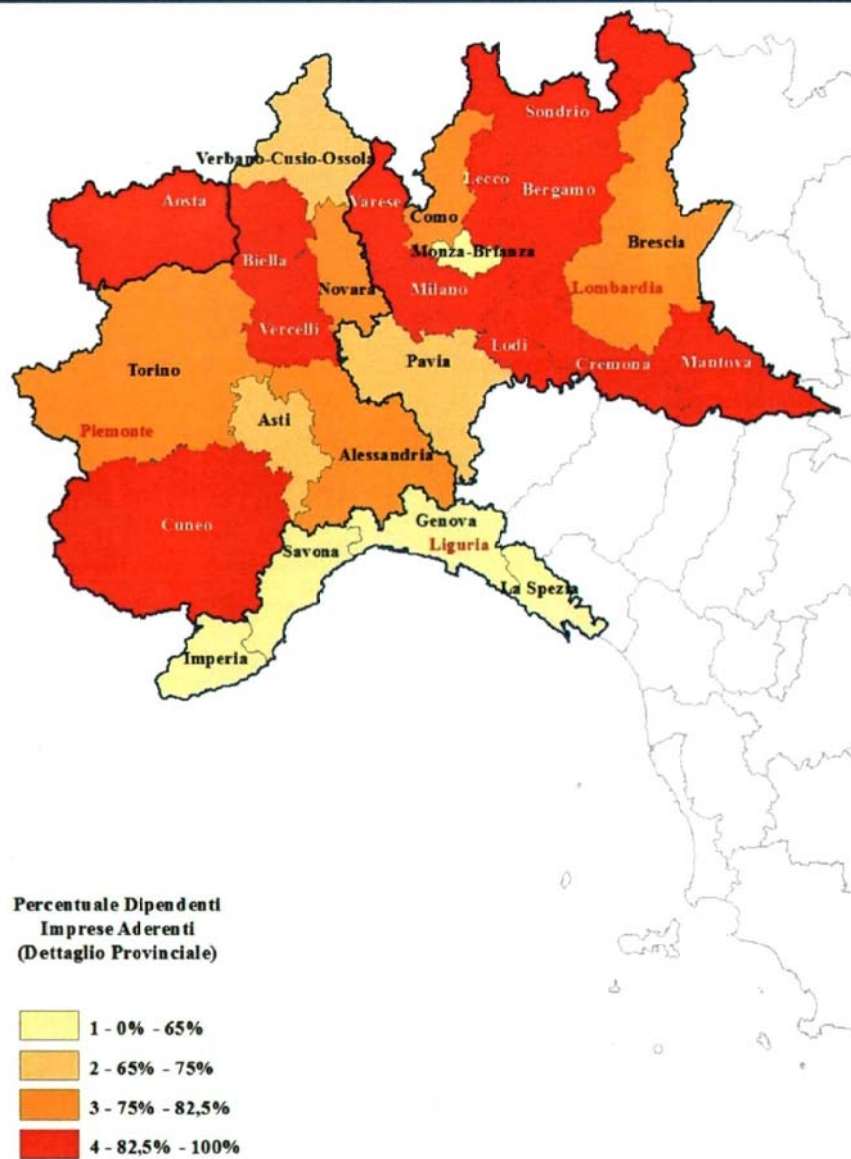 Sondrio
Verbano-Cusio-Ossola
Aosta
Varese
Lecco
Bergamo
Como
Biella
Monza-Brianza
Brescia
Novara
Milano
Lombardia
Vercelli
Lodi
Torino
Pavia
Cremona
Mantova
Asti
Piemonte
Alessandria
Cuneo
Genova
Savona
Liguria
La Spezia
Imperia
Percentuale Dipendenti
Imprese Aderenti
(Dettaglio Provinciale)
1 - 0% - 65%
2 - 65% - 75%
3 - 75% - 82,5%
4 - 82,5% - 100%